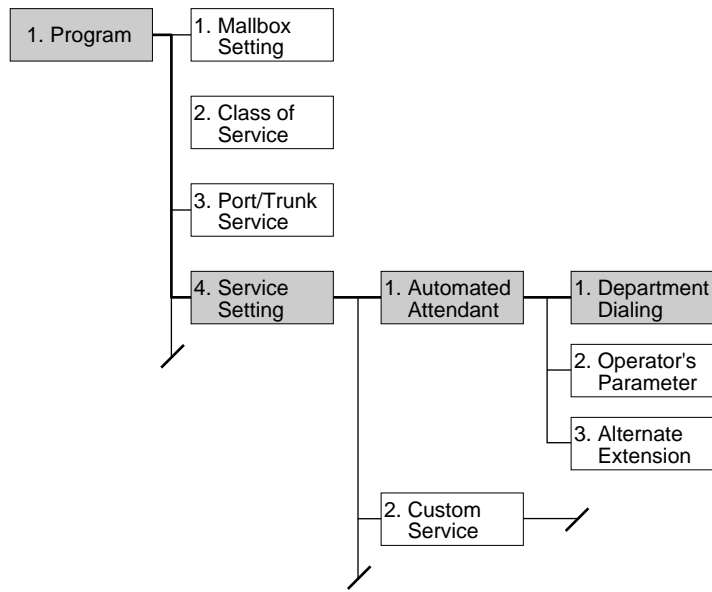 1. Program
1. Mallbox
Setting
2. Class of
Service
3. Port/Trunk
Service
4. Service
Setting
1. Automated
Attendant
1. Department
Dialing
2. Operator's
Parameter
3. Alternate
Extension
2. Custom
Service